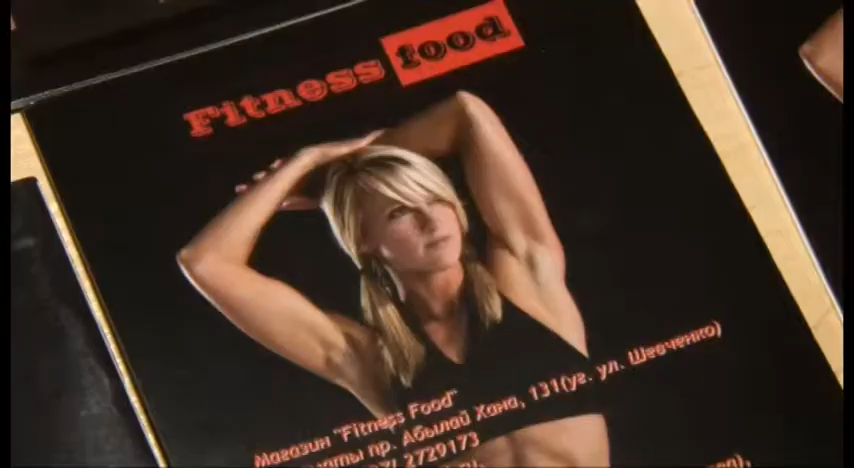 Fitness food
Магазин "Fitness Food"
пр. Абылай Хана, 131(уг. ул. Шевченко)
2729173